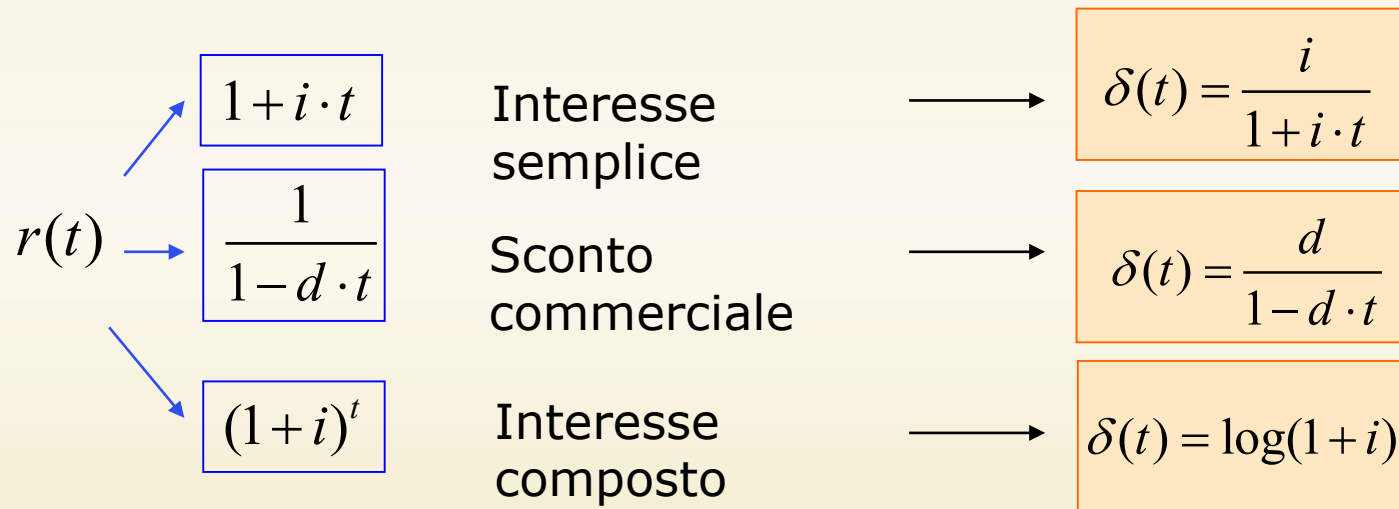 r(t)
1 + i · t
Interesse
semplice
δ(t) = i / (1 + i · t)
1 / (1 − d · t)
Sconto
commerciale
δ(t) = d / (1 − d · t)
(1 + i)^t
Interesse
composto
δ(t) = log(1 + i)